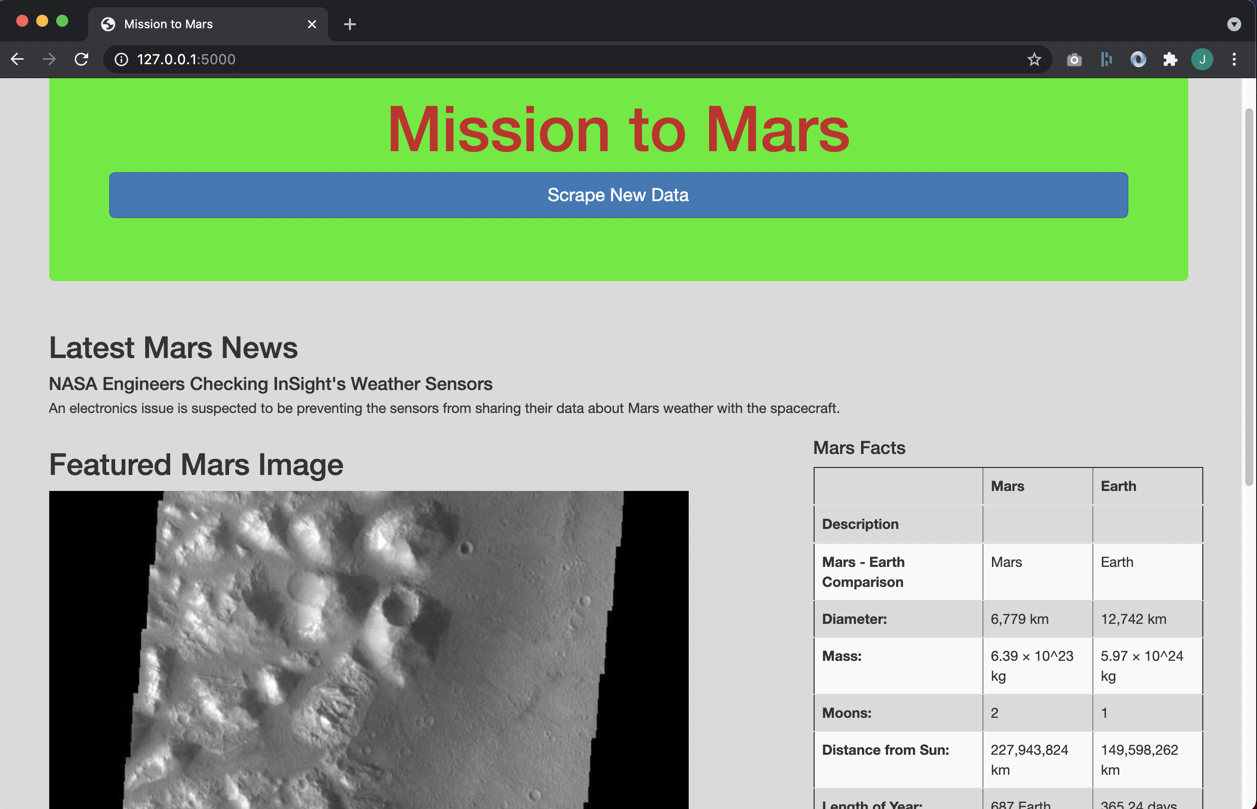 Mission to Mars
127.0.0.1:5000
J
Mission to Mars
Scrape New Data
Latest Mars News
NASA Engineers Checking InSight's Weather Sensors
An electronics issue is suspected to be preventing the sensors from sharing their data about Mars weather with the spacecraft.
Featured Mars Image
Mars Facts
Mars Earth
Description
Mars - Earth Comparison Mars Earth
Diameter: 6,779 km 12,742 km
Mass: 6.39 × 10^23 kg 5.97 × 10^24 kg
Moons: 2 1
Distance from Sun: 227,943,824 km 149,598,262 km
Length of Year: 687 Earth 365.24 days